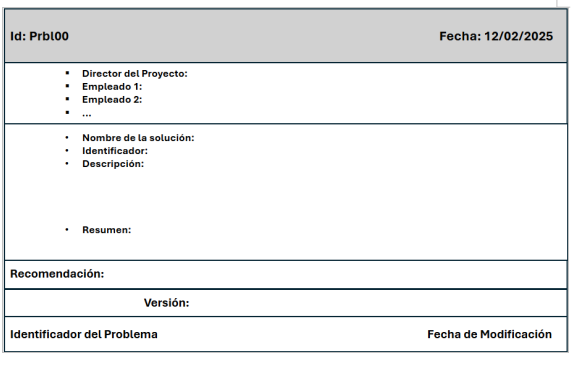 Id: Prbl00 Fecha: 12/02/2025
Director del Proyecto:
Empleado 1:
Empleado 2:
...
Nombre de la solución:
Identificador:
Descripción:
Resumen:
Recomendación:
Versión:
Identificador del Problema Fecha de Modificación